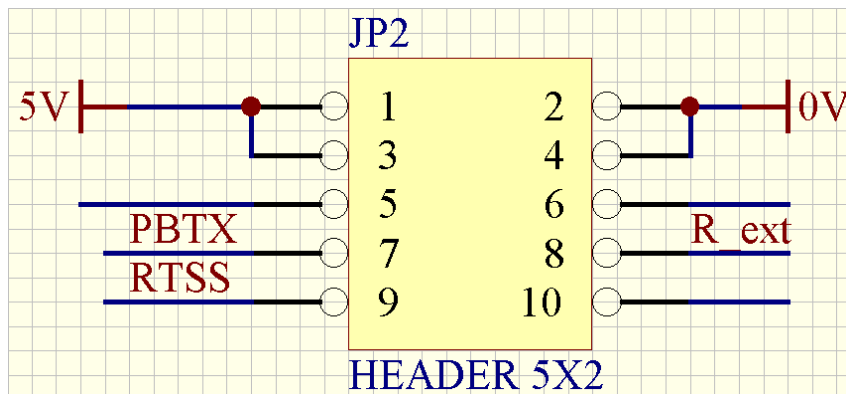 JP2
5V 1 2 0V
3 4
5 6
PBTX R_ext
7 8
RTSS
9 10
HEADER 5X2